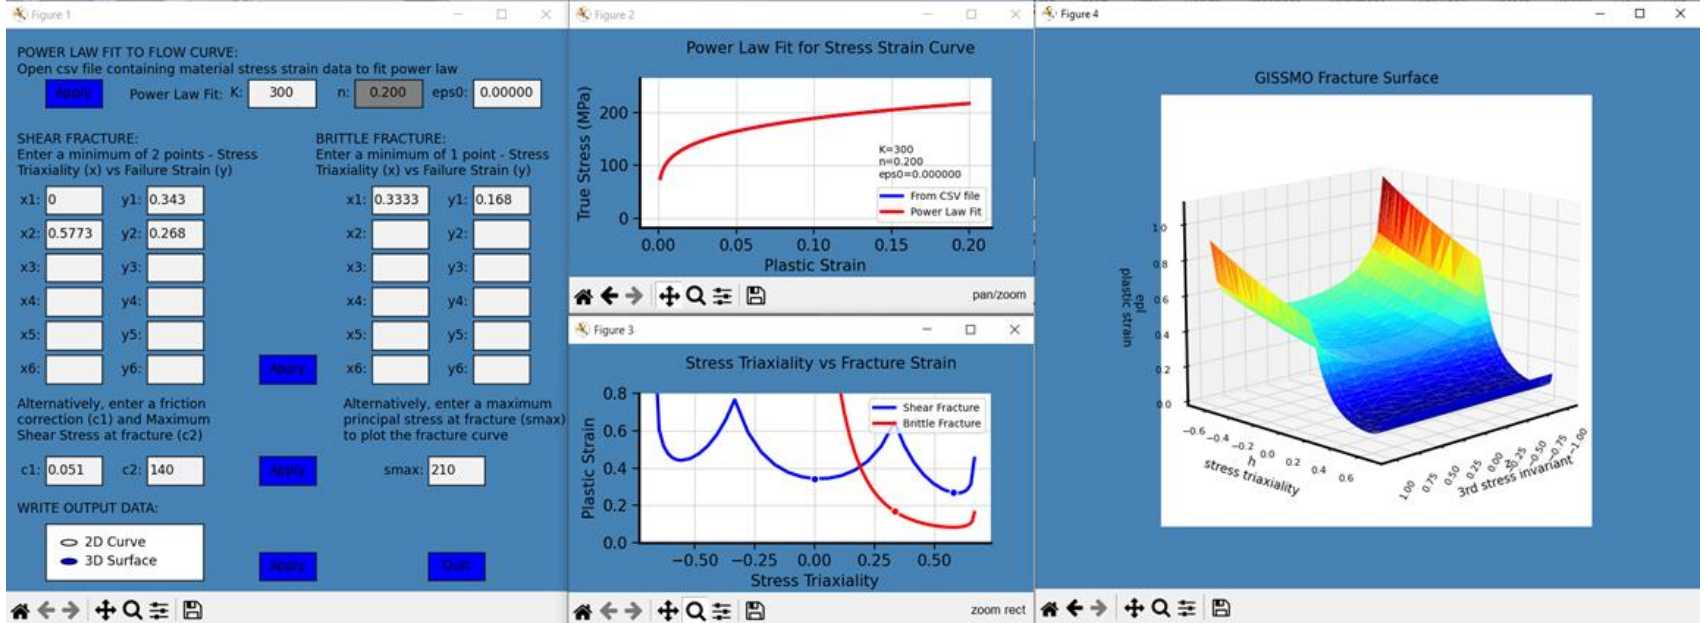 Figure 1
POWER LAW FIT TO FLOW CURVE:
Open csv file containing material stress strain data to fit power law
Apply
Power Law Fit: K: 300 n: 0.200 eps0: 0.00000
SHEAR FRACTURE:
Enter a minimum of 2 points - Stress
Triaxiality (x) vs Failure Strain (y)
x1: 0 y1: 0.343
x2: 0.5773 y2: 0.268
x3: y3:
x4: y4:
x5: y5:
x6: y6:
Apply
BRITTLE FRACTURE:
Enter a minimum of 1 point - Stress
Triaxiality (x) vs Failure Strain (y)
x1: 0.3333 y1: 0.168
x2: y2:
x3: y3:
x4: y4:
x5: y5:
x6: y6:
Alternatively, enter a friction
correction (c1) and Maximum
Shear Stress at fracture (c2)
c1: 0.051 c2: 140
Apply
Alternatively, enter a maximum
principal stress at fracture (smax)
to plot the fracture curve
smax: 210
WRITE OUTPUT DATA:
2D Curve
3D Surface
Apply
Quit
Figure 2
Power Law Fit for Stress Strain Curve
True Stress (MPa)
200
100
0
K=300
n=0.200
eps0=0.000000
From CSV file
Power Law Fit
0.00 0.05 0.10 0.15 0.20
Plastic Strain
pan/zoom
Figure 3
Stress Triaxiality vs Fracture Strain
Plastic Strain
0.8
0.6
0.4
0.2
0.0
Shear Fracture
Brittle Fracture
−0.50 −0.25 0.00 0.25 0.50
Stress Triaxiality
zoom rect
Figure 4
GISSMO Fracture Surface
epl
plastic strain
1.0
0.8
0.6
0.4
0.2
0.0
−0.6 −0.4 −0.2 0.0 0.2 0.4 0.6
h
stress triaxiality
1.00 0.75 0.50 0.25 0.00 −0.25 −0.50 −0.75 −1.00
3rd stress invariant